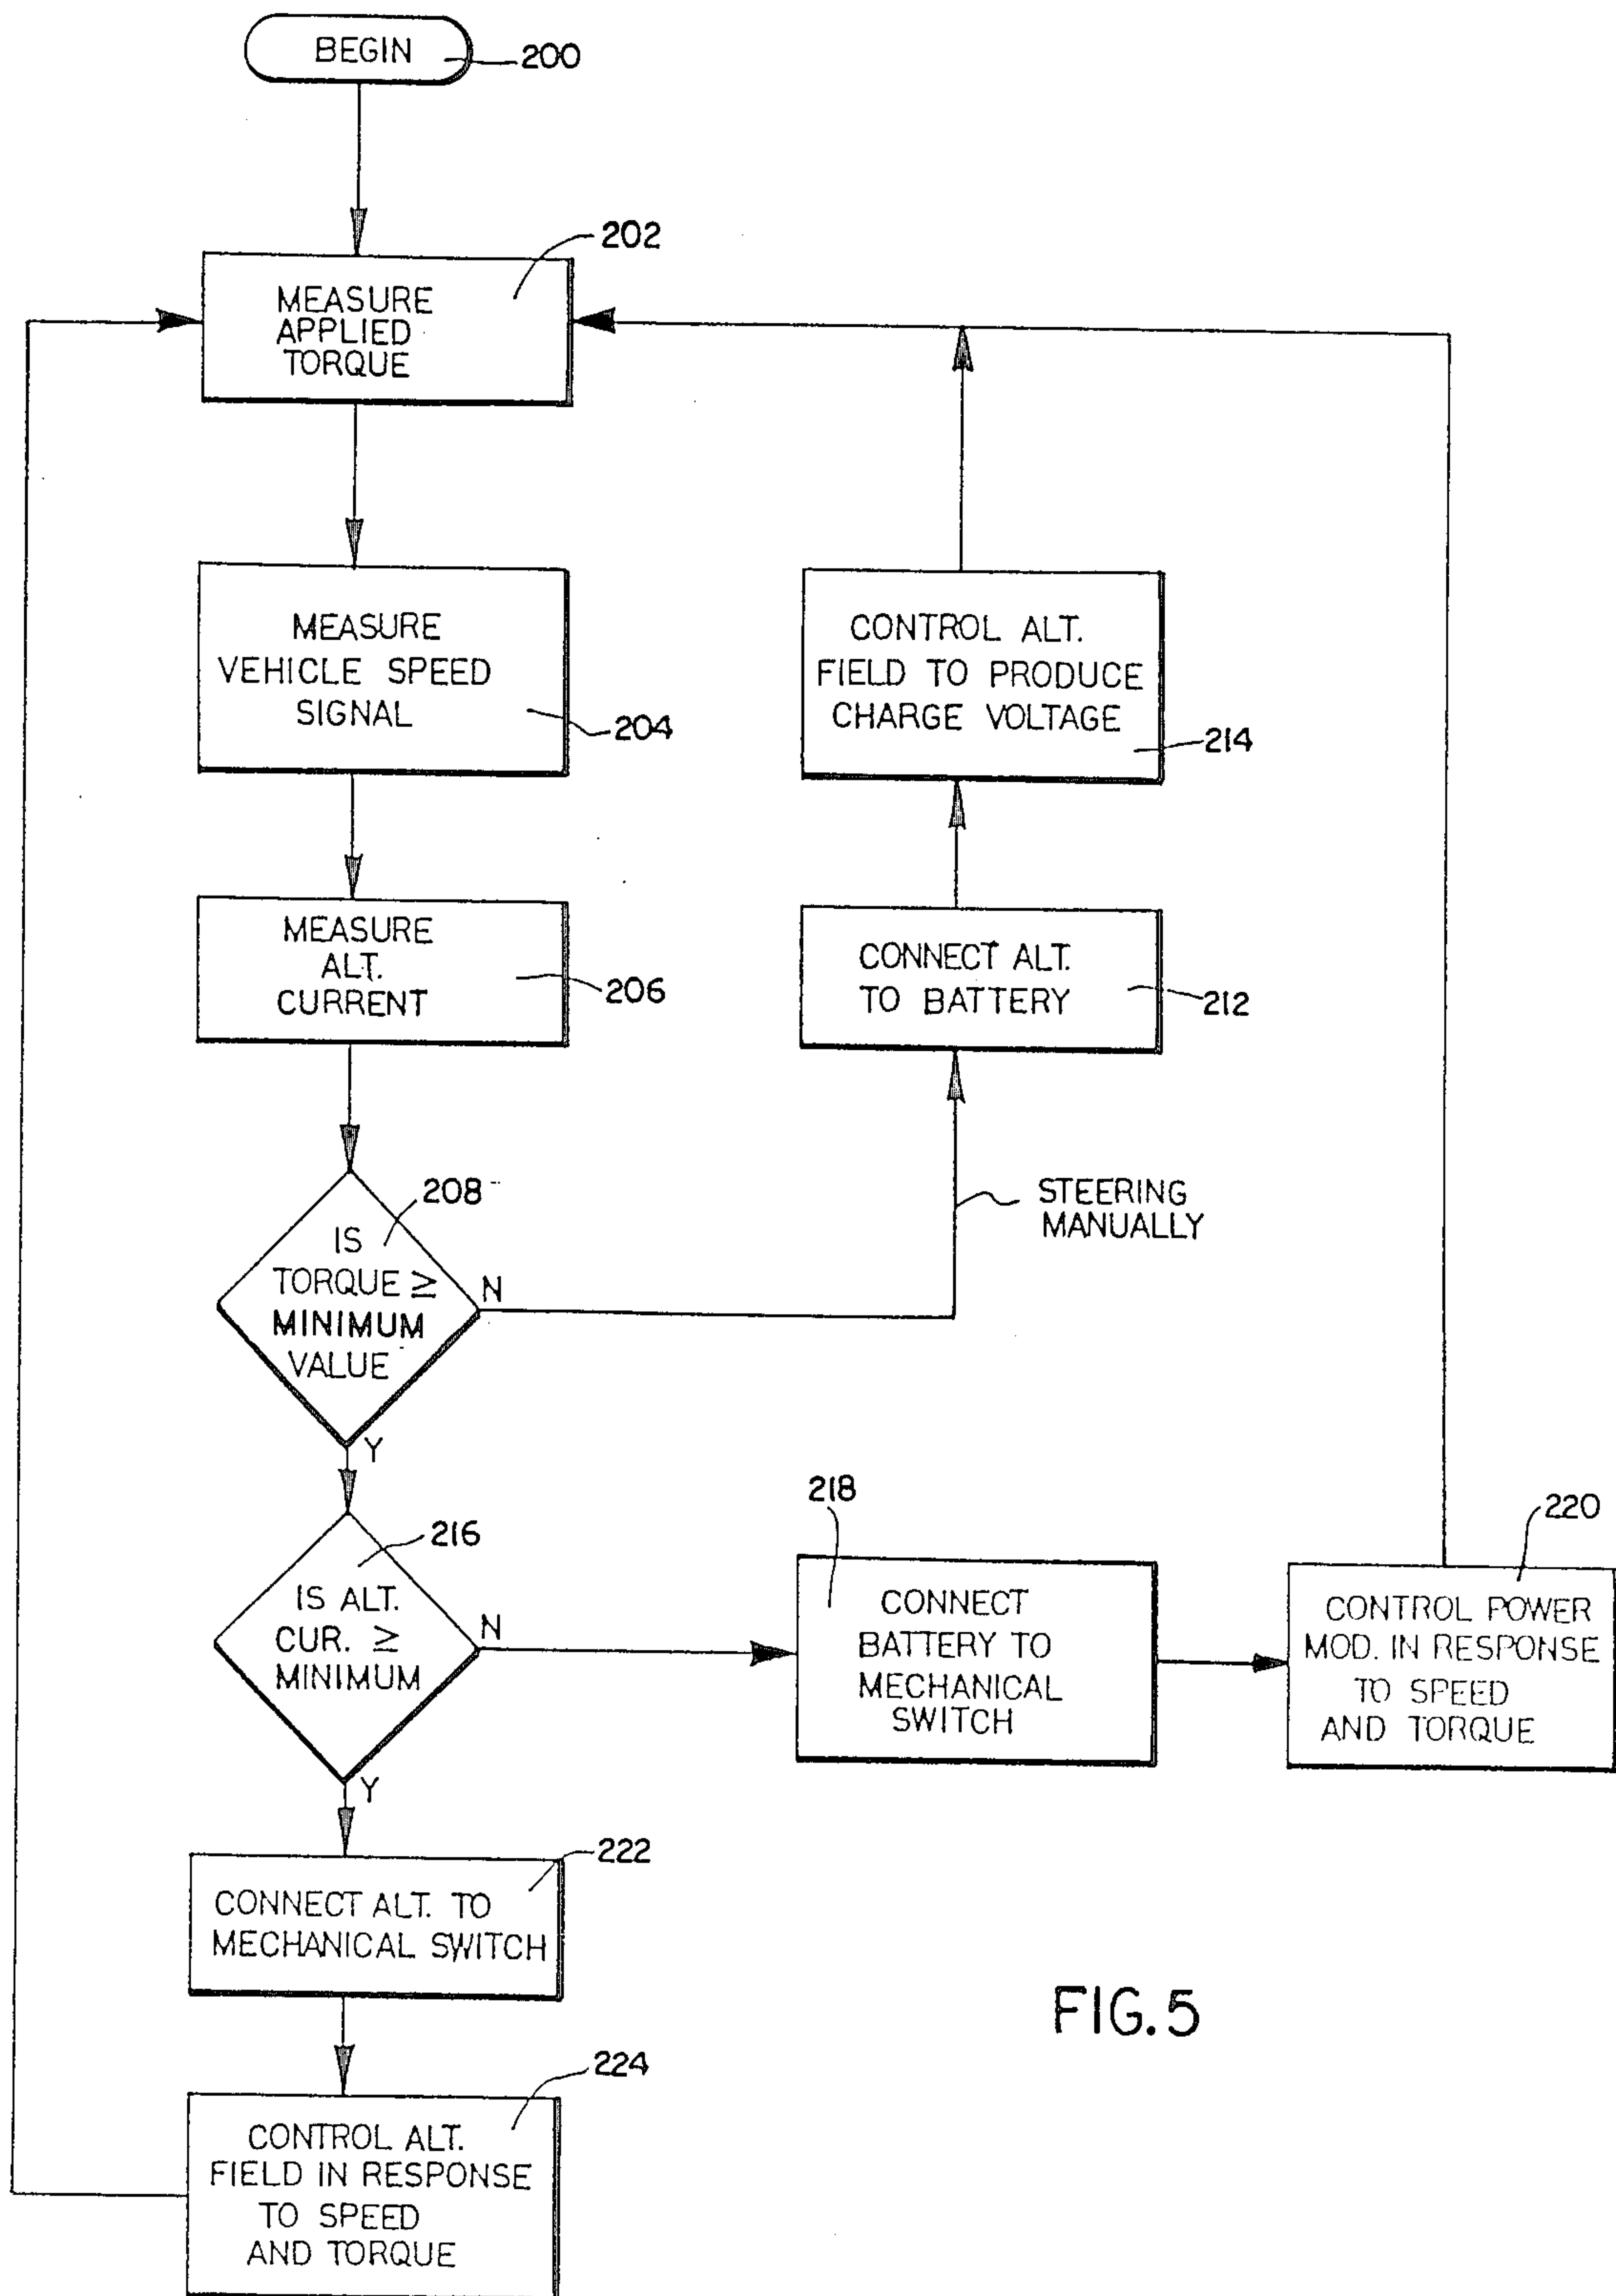 BEGIN
200
202
MEASURE
APPLIED
TORQUE
MEASURE
VEHICLE SPEED
SIGNAL
204
CONTROL ALT.
FIELD TO PRODUCE
CHARGE VOLTAGE
214
MEASURE
ALT.
CURRENT
206
CONNECT ALT.
TO BATTERY
212
208
IS
TORQUE ≥
MINIMUM
VALUE
N
Y
STEERING
MANUALLY
216
IS ALT.
CUR. ≥
MINIMUM
N
Y
218
CONNECT
BATTERY TO
MECHANICAL
SWITCH
220
CONTROL POWER
MOD. IN RESPONSE
TO SPEED
AND TORQUE
222
CONNECT ALT. TO
MECHANICAL SWITCH
224
CONTROL ALT.
FIELD IN RESPONSE
TO SPEED
AND TORQUE
FIG. 5